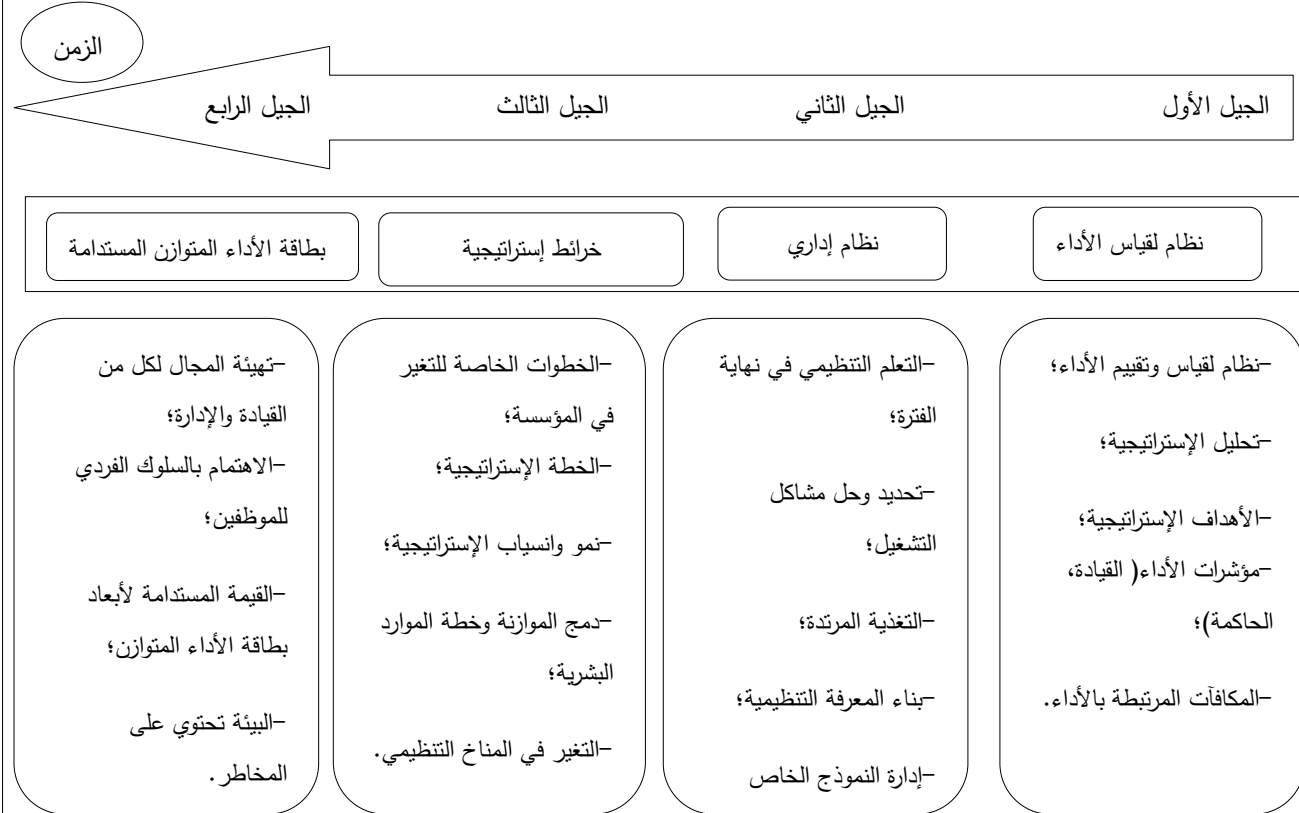 الزمن
الجيل الأول
الجيل الثاني
الجيل الثالث
الجيل الرابع
نظام لقياس الأداء
نظام إداري
خرائط إستراتيجية
بطاقة الأداء المتوازن المستدامة
-نظام لقياس وتقييم الأداء؛
-تحليل الإستراتيجية؛
-الأهداف الإستراتيجية؛
-مؤشرات الأداء( القيادة،
الحاكمة)؛
-المكافآت المرتبطة بالأداء.
-التعلم التنظيمي في نهاية
الفترة؛
-تحديد وحل مشاكل
التشغيل؛
-التغذية المرتدة؛
-بناء المعرفة التنظيمية؛
-إدارة النموذج الخاص
-الخطوات الخاصة للتغير
في المؤسسة؛
-الخطة الإستراتيجية؛
-نمو وانسياب الإستراتيجية؛
-دمج الموازنة وخطة الموارد
البشرية؛
-التغير في المناخ التنظيمي.
-تهيئة المجال لكل من
القيادة والإدارة؛
-الاهتمام بالسلوك الفردي
للموظفين؛
-القيمة المستدامة لأبعاد
بطاقة الأداء المتوازن؛
-البيئة تحتوي على
المخاطر.